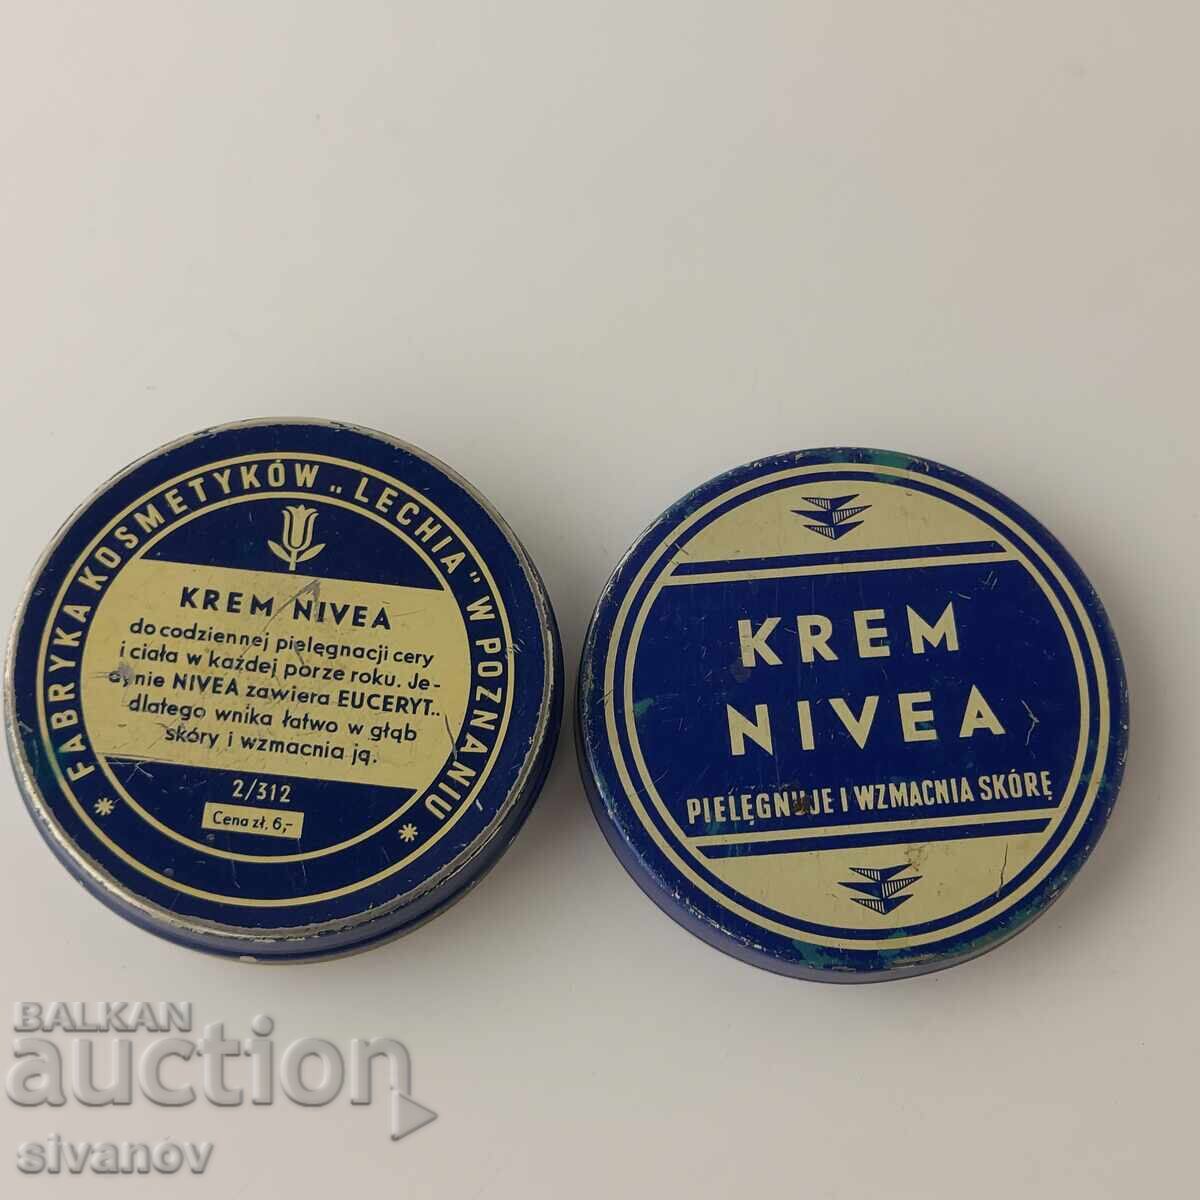 FABRYKA KOSMETYKÓW „LECHIA" W POZNANIU
KREM NIVEA
do codziennej pielęgnacji cery
i ciała w każdej porze roku. Je-
dynie NIVEA zawiera EUCERYT..
dlatego wnika łatwo w głąb
skóry i wzmacnia ją.
2/312
Cena zł. 6,-
KREM
NIVEA
PIELĘGNUJE I WZMACNIA SKÓRĘ
BALKAN
auction
sivanov